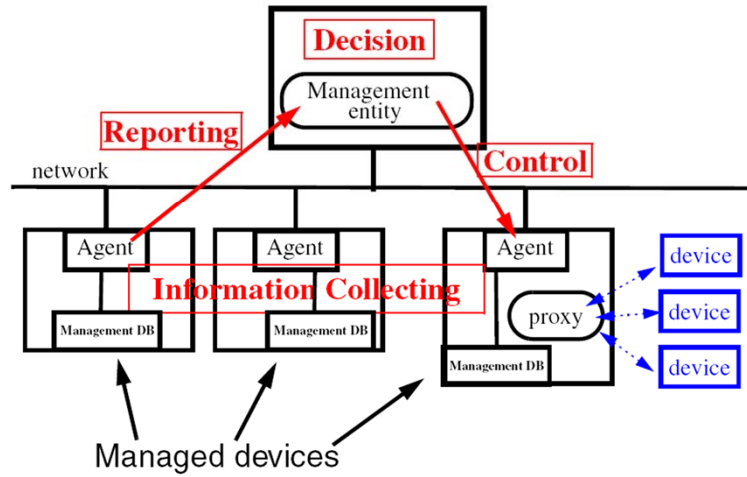 Decision
Management
entity
Reporting
Control
network
Agent
Agent
Agent
device
Information Collecting
device
proxy
Management DB
Management DB
Management DB
device
Managed devices